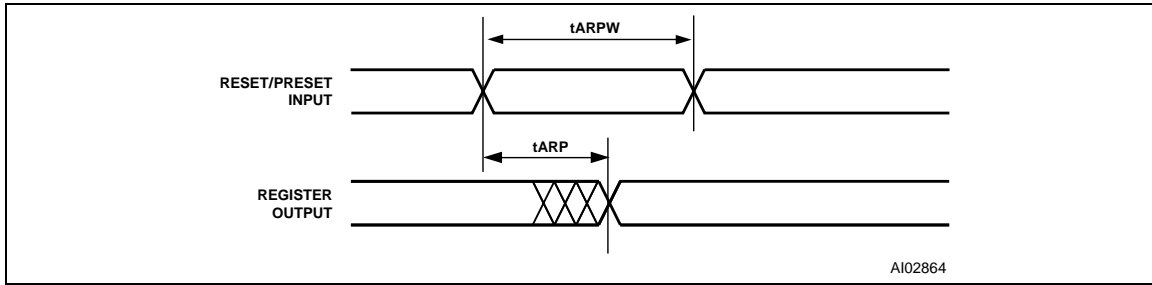 tARPW
RESET/PRESET
INPUT
tARP
REGISTER
OUTPUT
AI02864